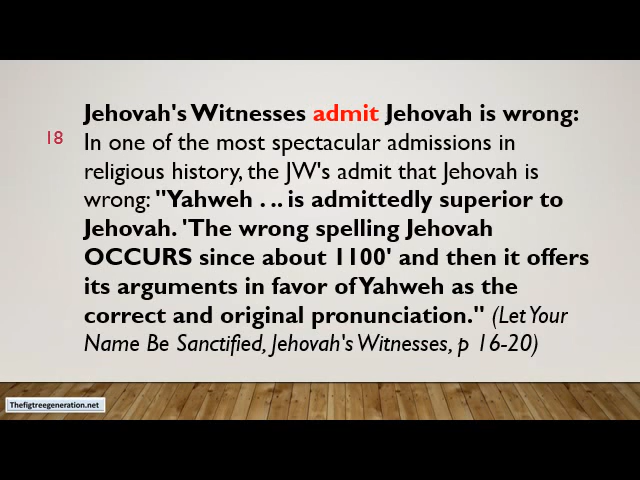 Jehovah's Witnesses admit Jehovah is wrong:
18
In one of the most spectacular admissions in
religious history, the JW's admit that Jehovah is
wrong: "Yahweh . .. is admittedly superior to
Jehovah. 'The wrong spelling Jehovah
OCCURS since about 1100' and then it offers
its arguments in favor of Yahweh as the
correct and original pronunciation." (Let Your
Name Be Sanctified, Jehovah's Witnesses, p 16-20)
Thefigtreegeneration.net